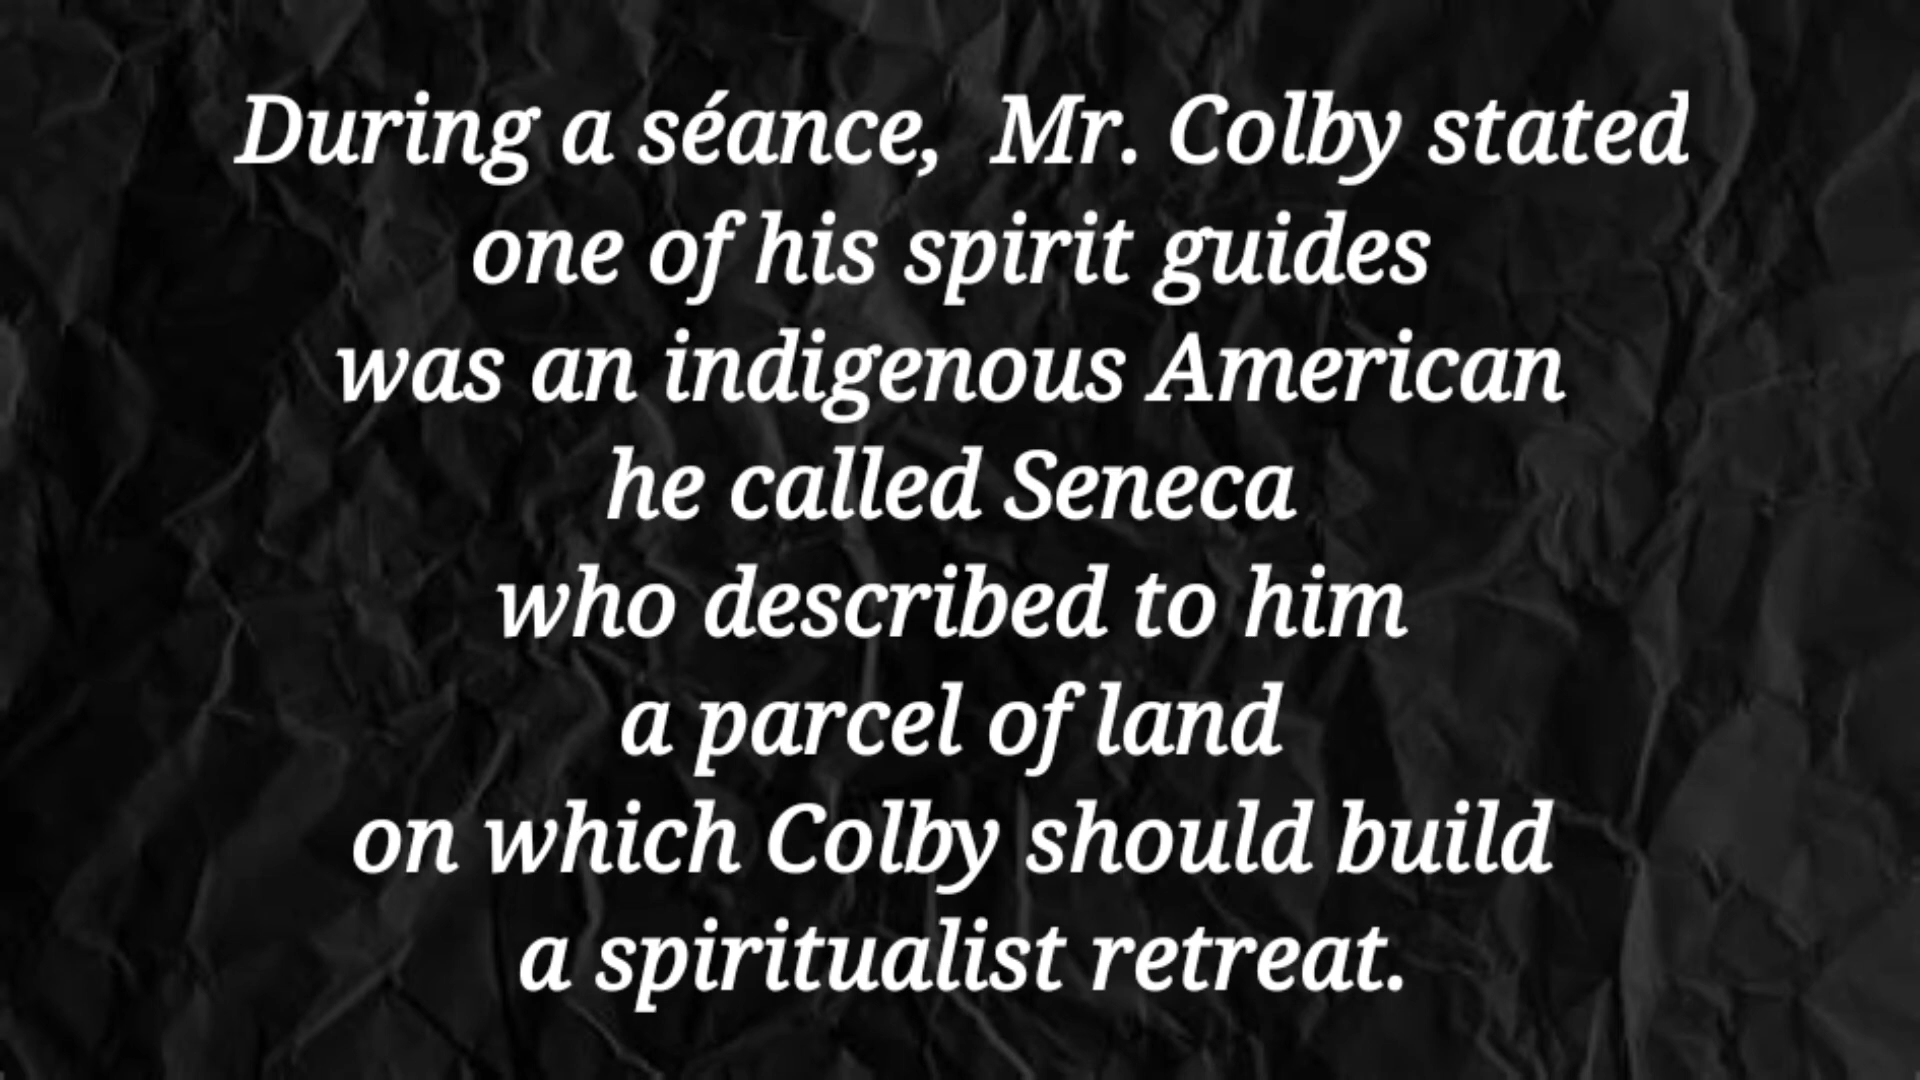 During a séance,  Mr. Colby stated
one of his spirit guides
was an indigenous American
he called Seneca
who described to him
a parcel of land
on which Colby should build
a spiritualist retreat.